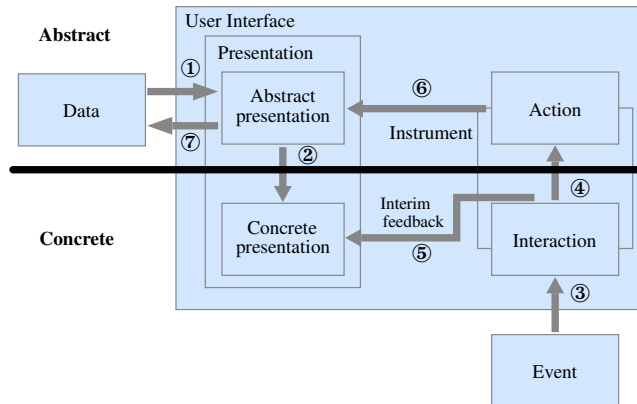 User Interface
Abstract
Presentation
①
⑥
Data
Abstract
presentation
Action
Instrument
⑦
②
④
Interim
feedback
Concrete
Concrete
presentation
Interaction
⑤
③
Event